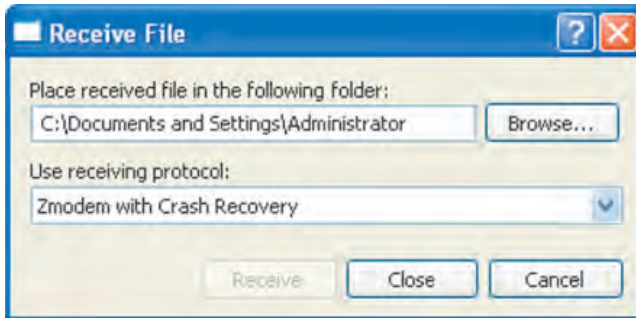 Receive File
Place received file in the following folder:
C:\Documents and Settings\Administrator
Browse...
Use receiving protocol:
Zmodem with Crash Recovery
Receive Close Cancel